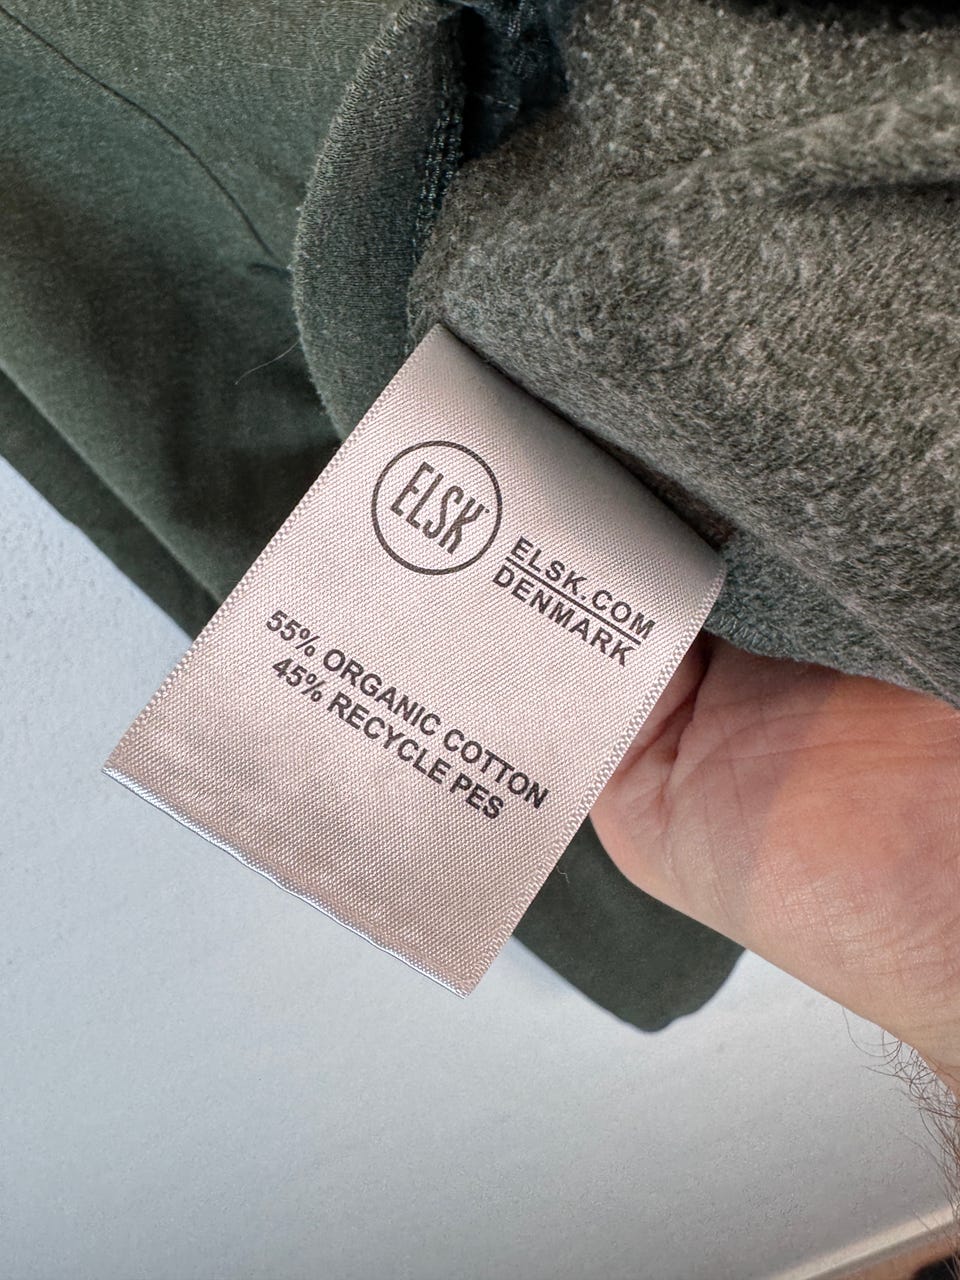 ELSK
ELSK.COM
DENMARK
55% ORGANIC COTTON
45% RECYCLE PES